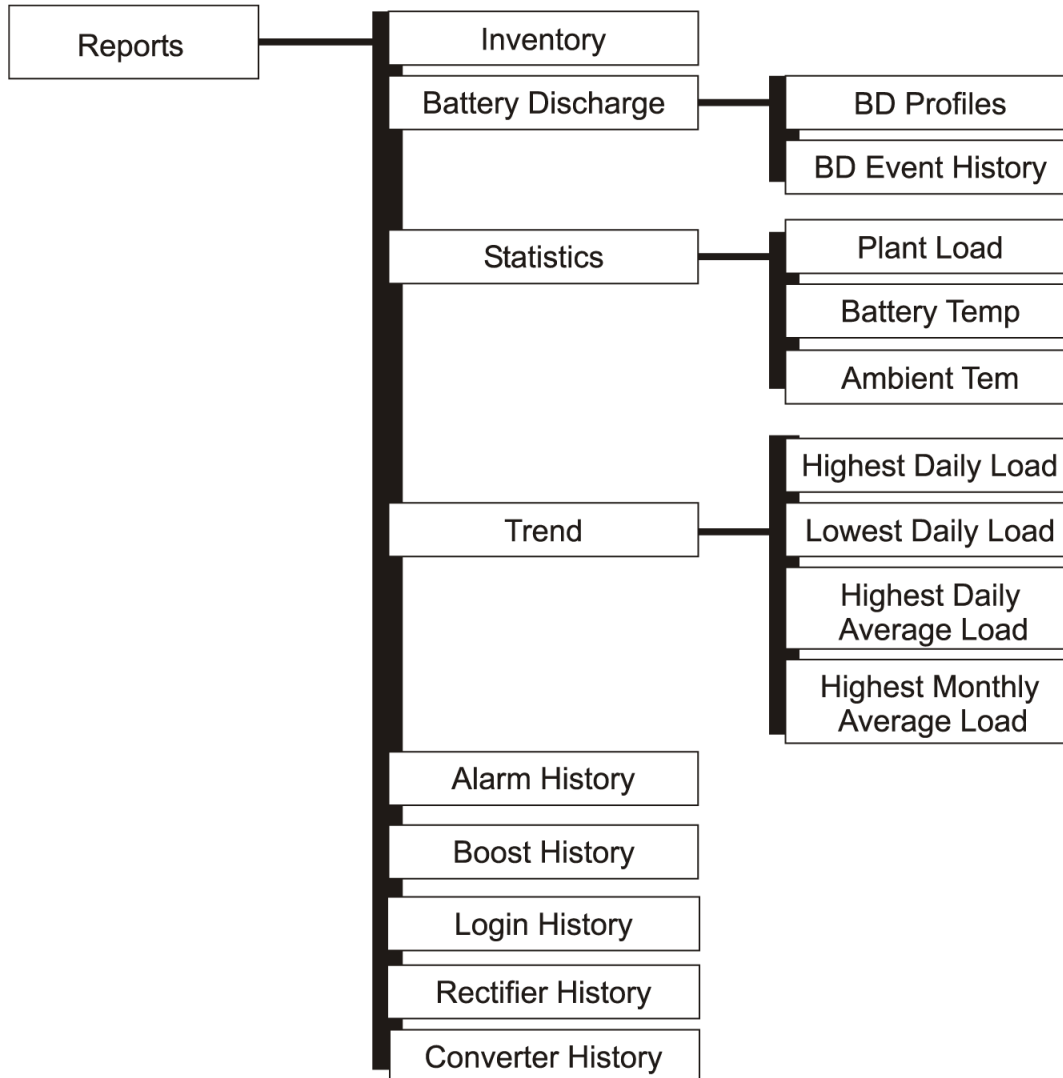 Reports
Inventory
Battery Discharge
BD Profiles
BD Event History
Statistics
Plant Load
Battery Temp
Ambient Tem
Trend
Highest Daily Load
Lowest Daily Load
Highest Daily
Average Load
Highest Monthly
Average Load
Alarm History
Boost History
Login History
Rectifier History
Converter History